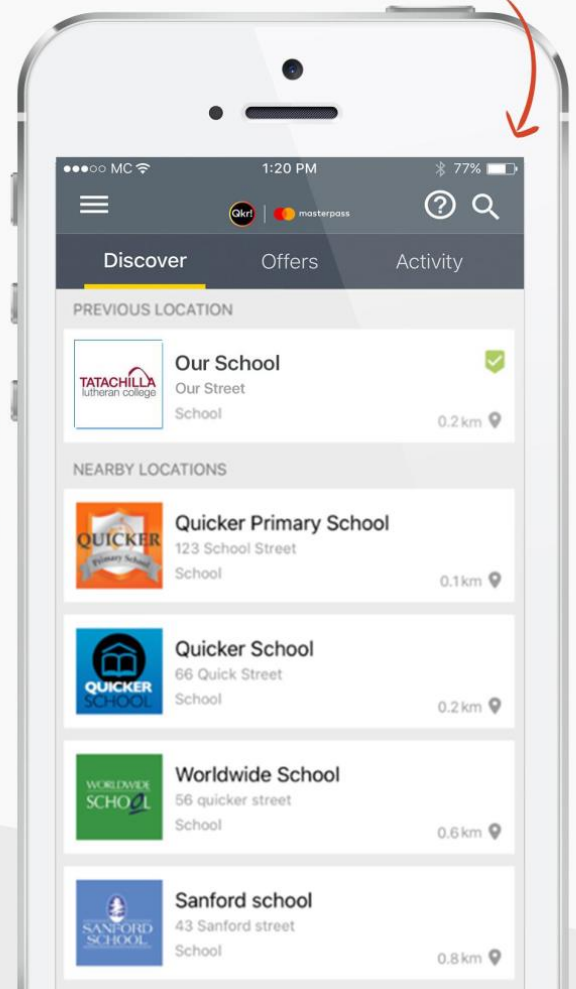 MC 1:20 PM 77%
Qkr! masterpass
Discover Offers Activity
PREVIOUS LOCATION
TATACHILLA
lutheran college
Our School
Our Street
School
0.2 km
NEARBY LOCATIONS
QUICKER
Primary School
Quicker Primary School
123 School Street
School
0.1 km
QUICKER
SCHOOL
Quicker School
66 Quick Street
School
0.2 km
WORLDWIDE
SCHOOL
Worldwide School
56 quicker street
School
0.6 km
SANFORD
SCHOOL
Sanford school
43 Sanford street
School
0.8 km